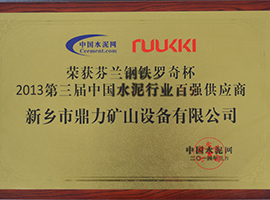 中国水泥网 RUUKKI
Ccement.com
荣获芬兰钢铁罗奇杯
2013第三届中国水泥行业百强供应商
新乡市鼎力矿山设备有限公司
中国水泥网